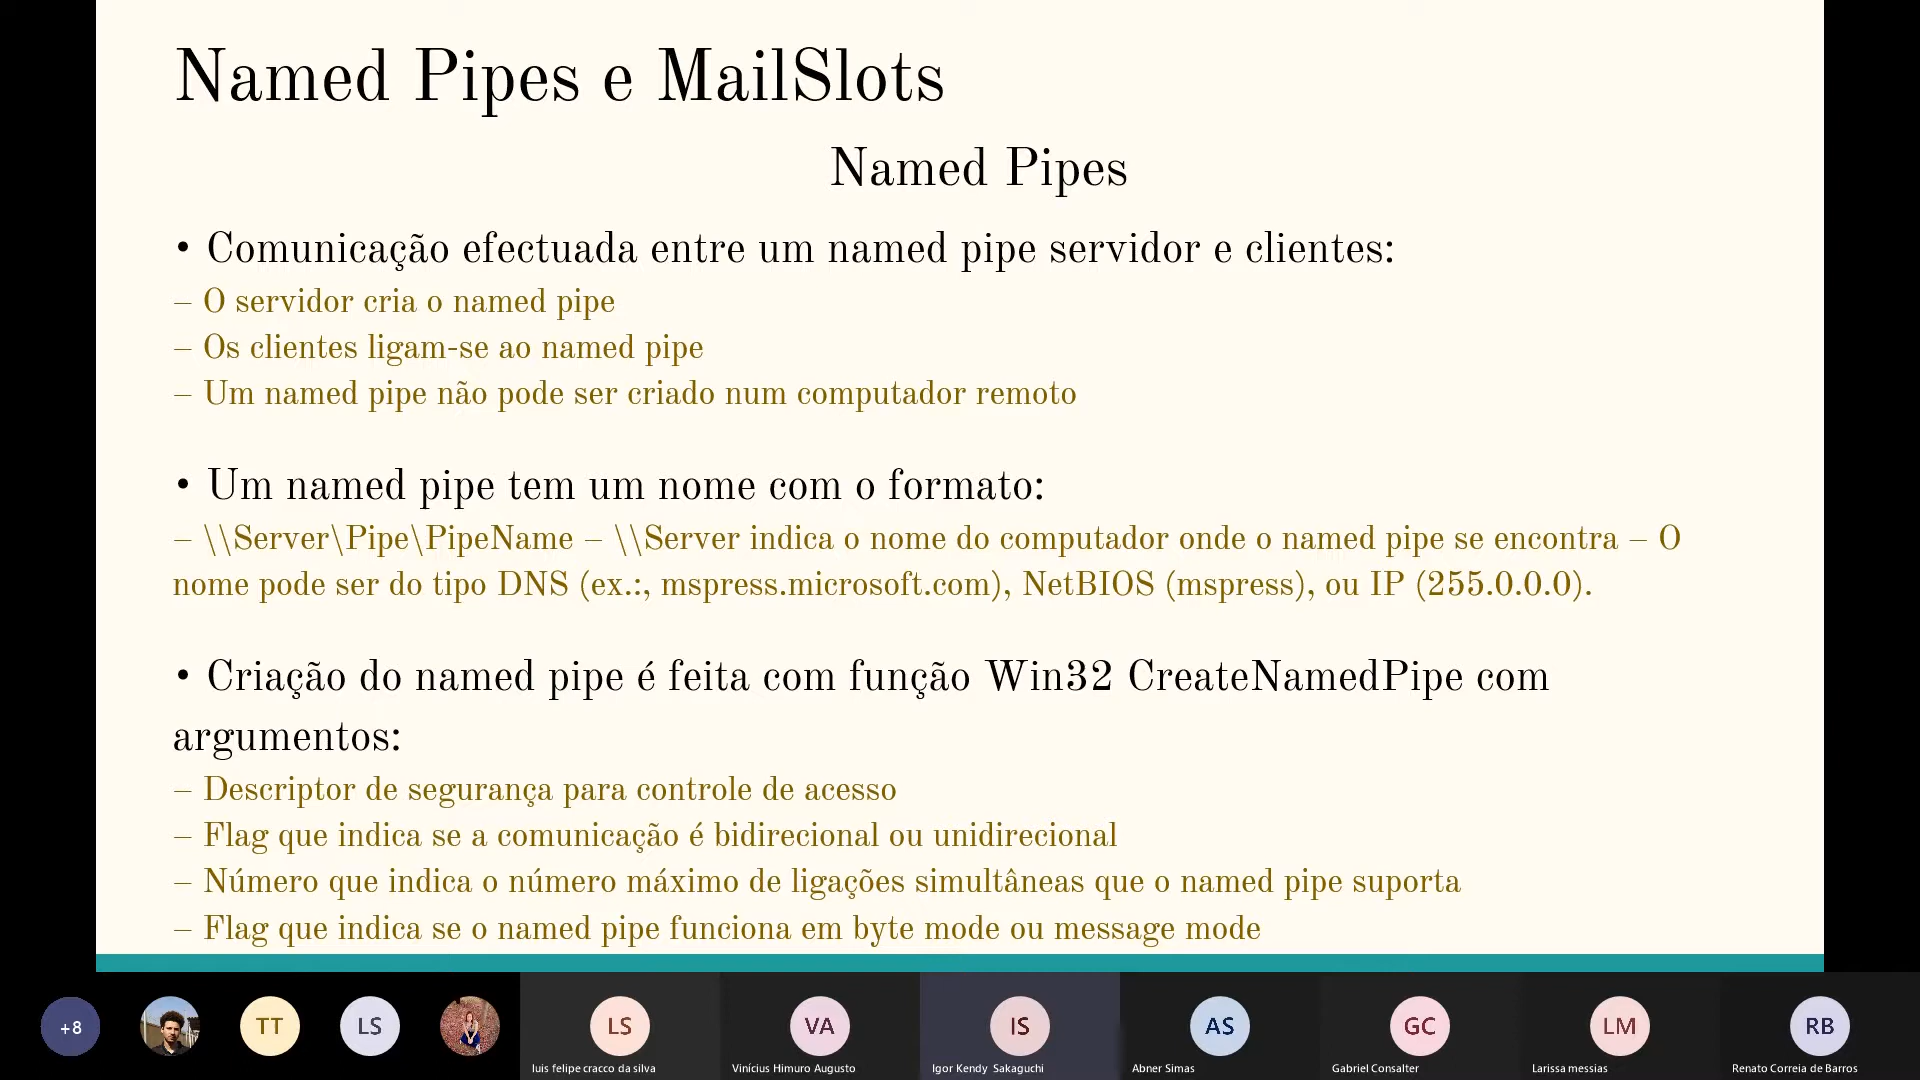 Named Pipes e MailSlots
Named Pipes
• Comunicação efectuada entre um named pipe servidor e clientes:
– O servidor cria o named pipe
– Os clientes ligam-se ao named pipe
– Um named pipe não pode ser criado num computador remoto
• Um named pipe tem um nome com o formato:
– \\Server\Pipe\PipeName – \\Server indica o nome do computador onde o named pipe se encontra – O
nome pode ser do tipo DNS (ex.:, mspress.microsoft.com), NetBIOS (mspress), ou IP (255.0.0.0).
• Criação do named pipe é feita com função Win32 CreateNamedPipe com
argumentos:
– Descriptor de segurança para controle de acesso
– Flag que indica se a comunicação é bidirecional ou unidirecional
– Número que indica o número máximo de ligações simultâneas que o named pipe suporta
– Flag que indica se o named pipe funciona em byte mode ou message mode
+8 TT LS LS VA IS AS GC LM RB
luis felipe cracco da silva Vinícius Himuro Augusto Igor Kendy Sakaguchi Abner Simas Gabriel Consalter Larissa messias Renato Correia de Barros